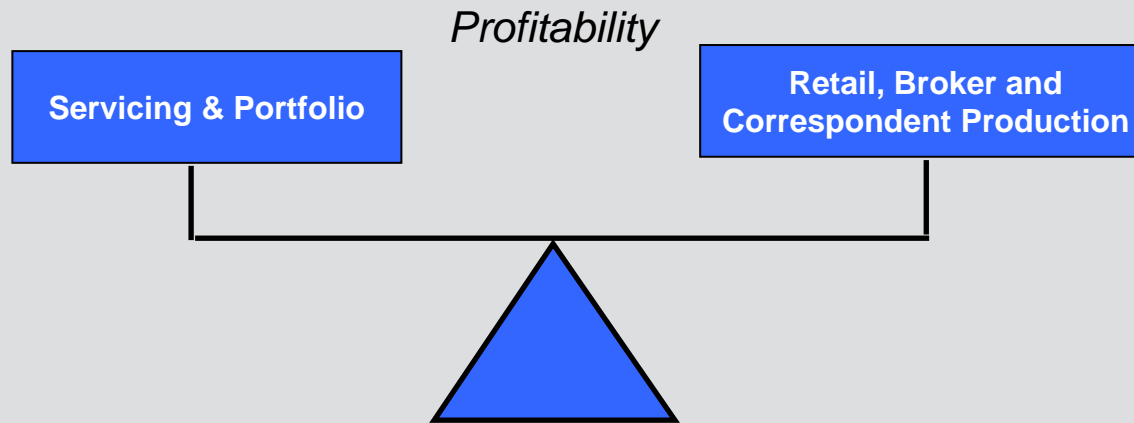 Profitability
Servicing & Portfolio
Retail, Broker and
Correspondent Production